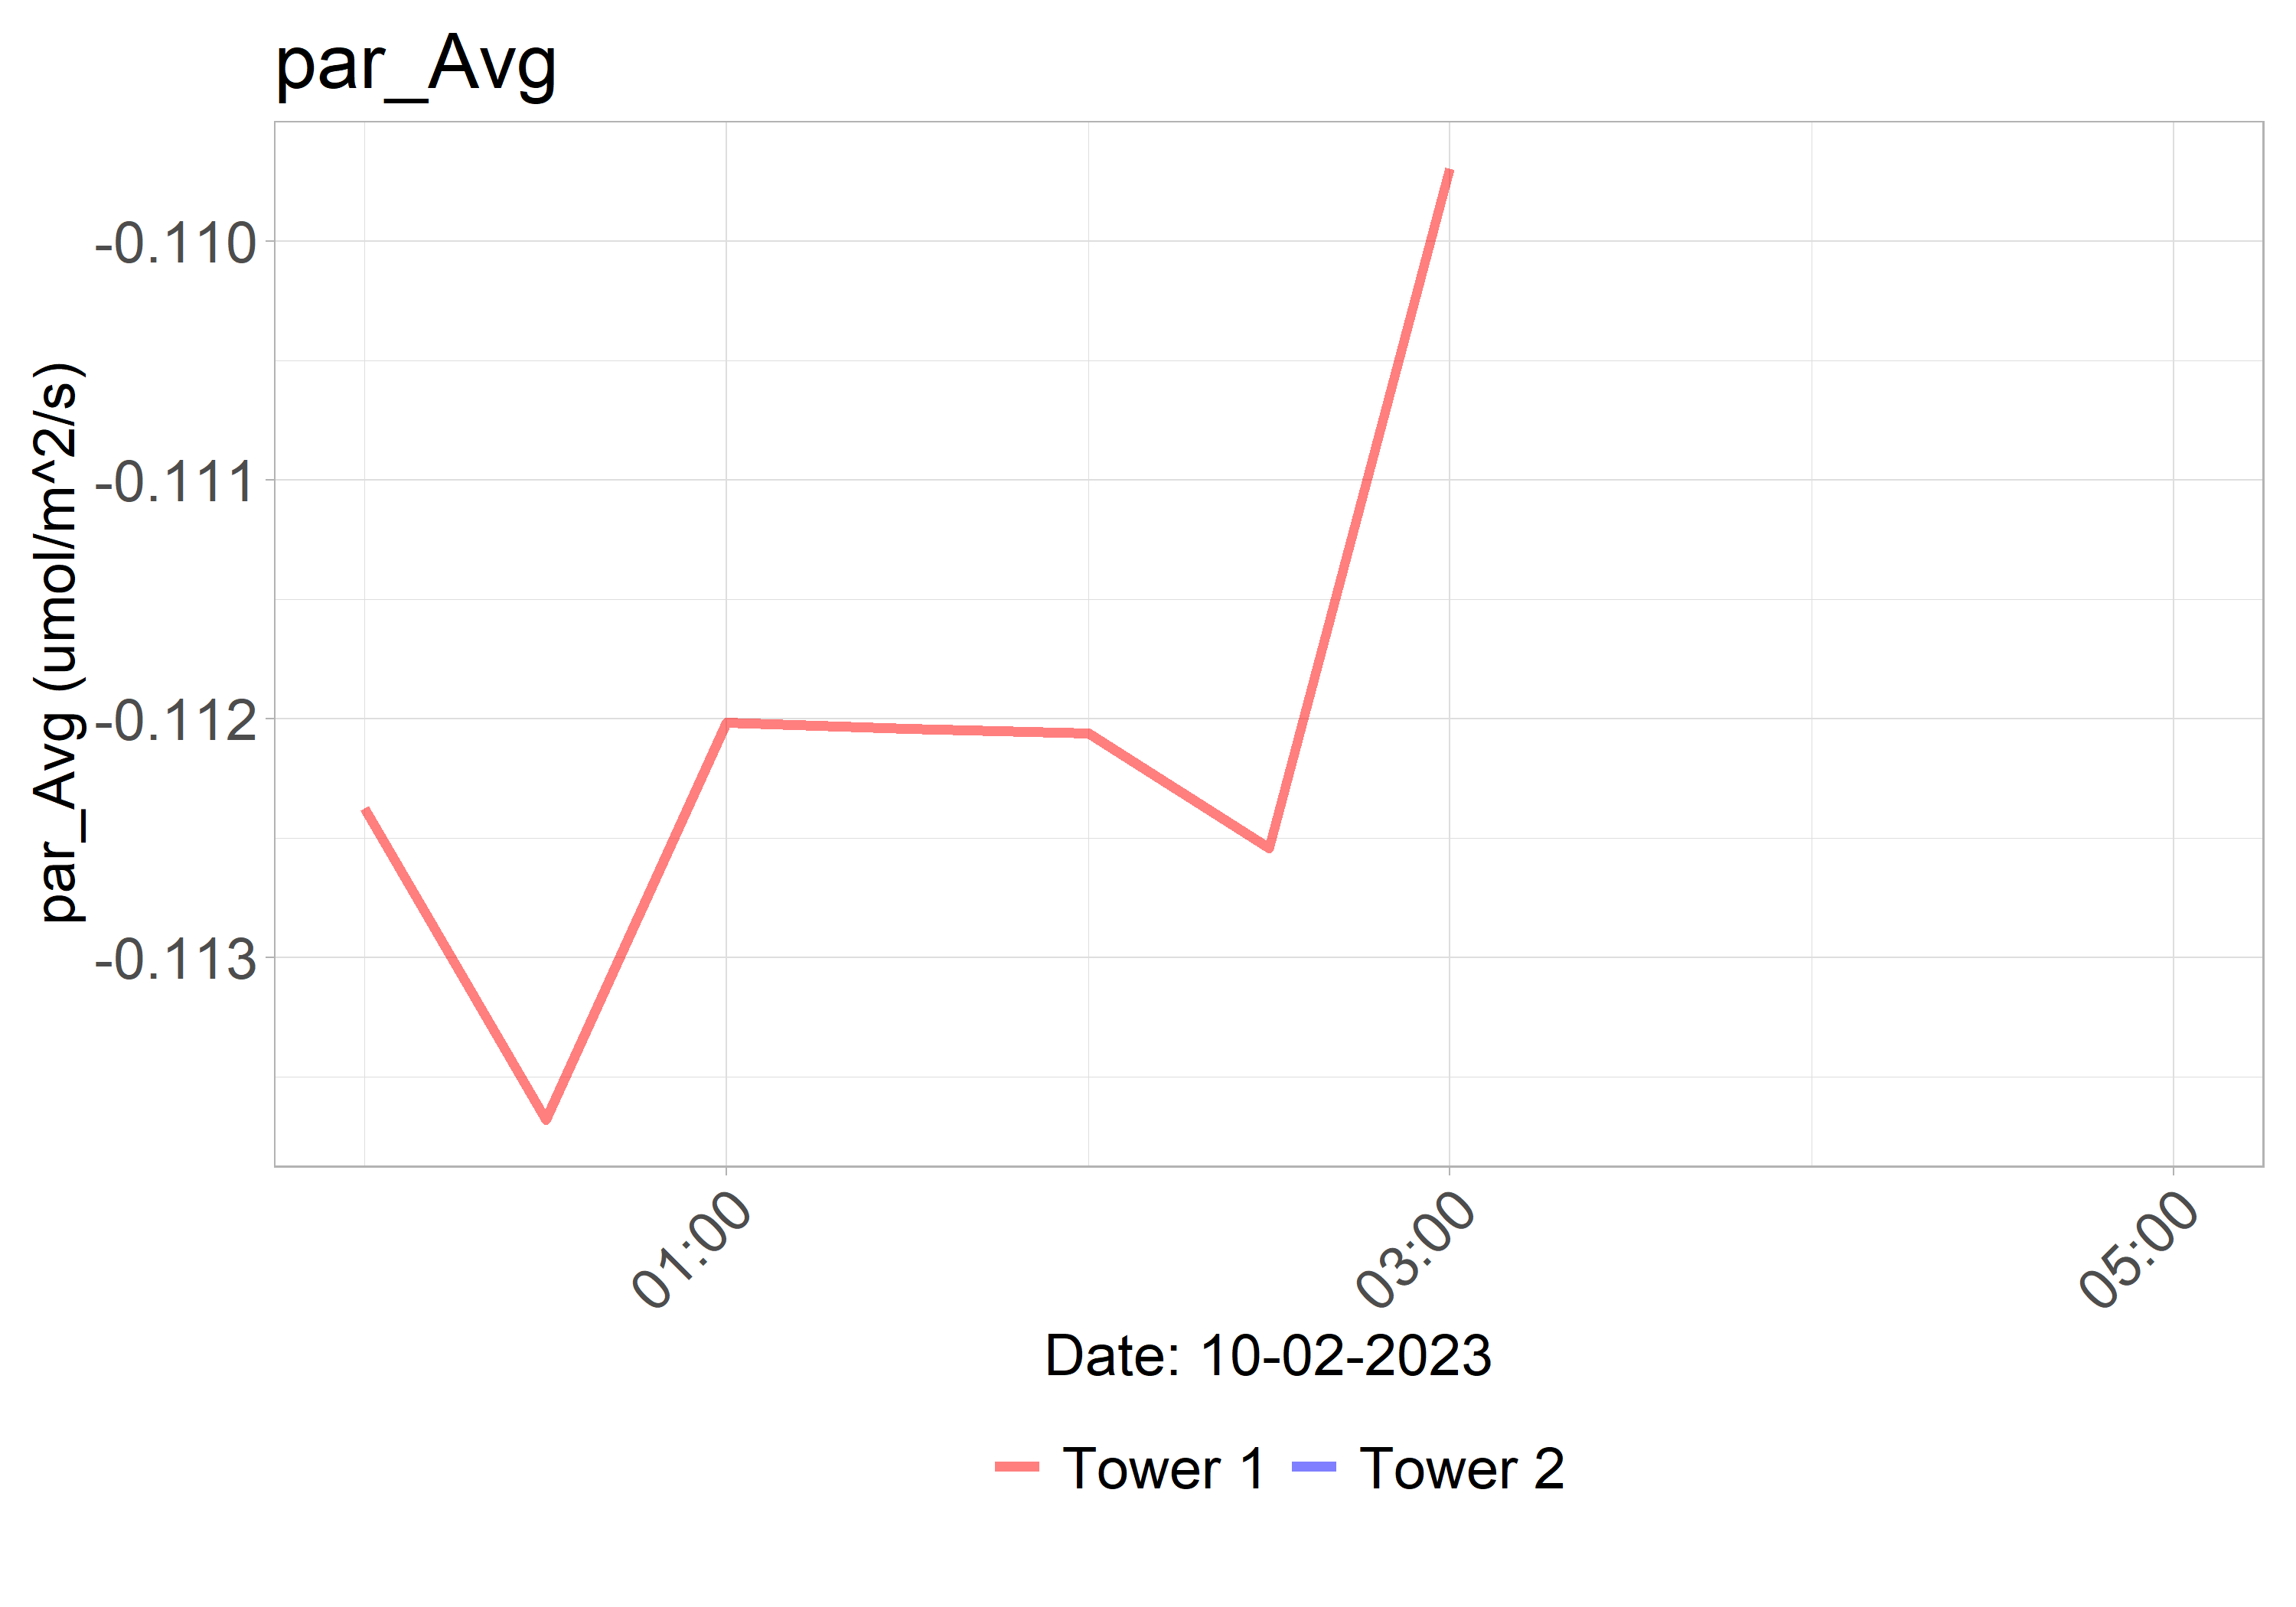 par_Avg
par_Avg (umol/m^2/s)
-0.110
-0.111
-0.112
-0.113
01:00
03:00
05:00
Date: 10-02-2023
Tower 1
Tower 2